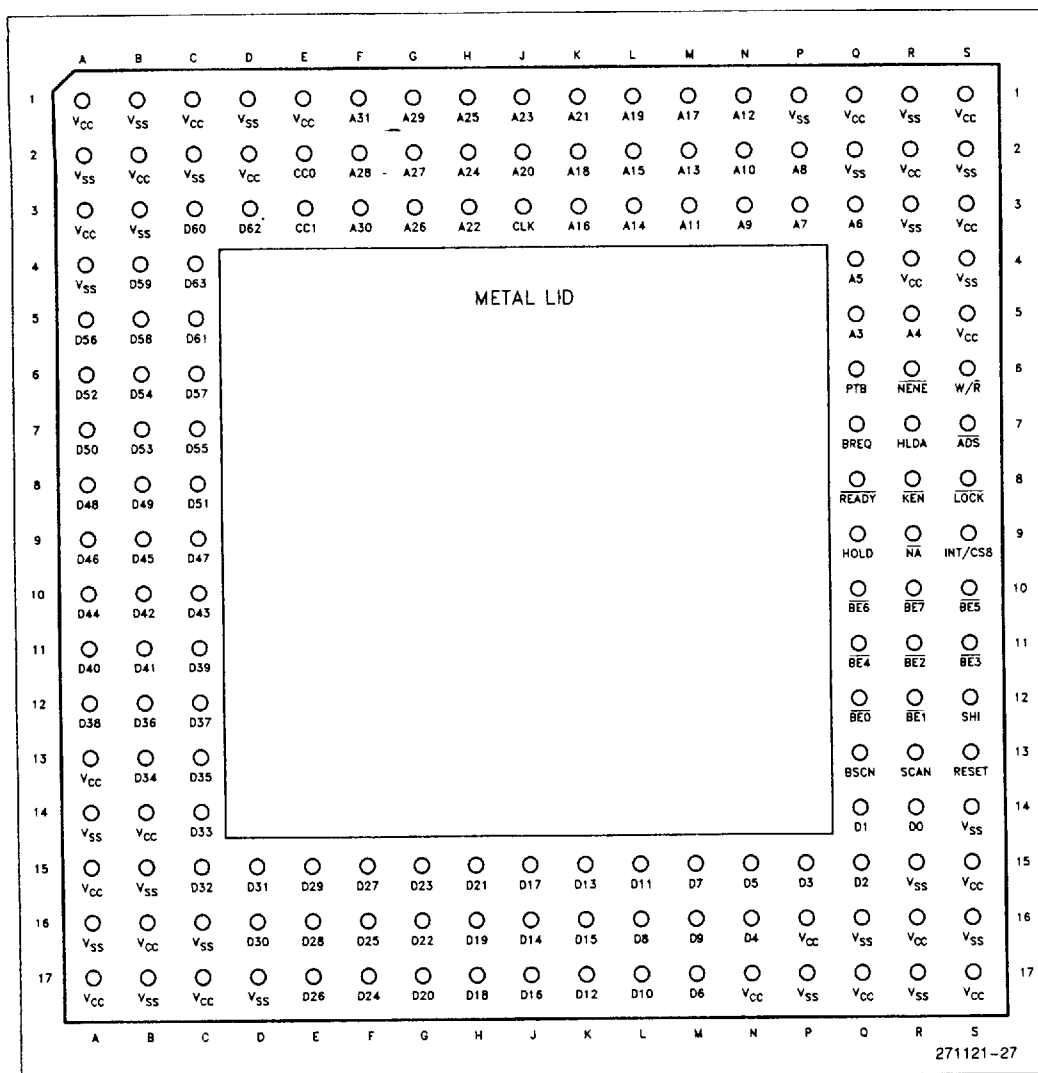 A B C D E F G H J K L M N P Q R S
1 1
VCC VSS VCC VSS VCC A31 A29 A25 A23 A21 A19 A17 A12 VSS VCC VSS VCC
2 2
VSS VCC VSS VCC CC0 A28 A27 A24 A20 A18 A15 A13 A10 A8 VSS VCC VSS
3 3
VCC VSS D60 D62 CC1 A30 A26 A22 CLK A16 A14 A11 A9 A7 A6 VSS VCC
4 4
VSS D59 D63 A5 VCC VSS
METAL LID
5 5
D56 D58 D61 A3 A4 VCC
6 6
D52 D54 D57 PTB NENE W/R
7 7
D50 D53 D55 BREQ HLDA ADS
8 8
D48 D49 D51 READY KEN LOCK
9 9
D46 D45 D47 HOLD NA INT/CS8
10 10
D44 D42 D43 BE6 BE7 BE5
11 11
D40 D41 D39 BE4 BE2 BE3
12 12
D38 D36 D37 BE0 BE1 SHI
13 13
VCC D34 D35 BSCN SCAN RESET
14 14
VSS VCC D33 D1 D0 VSS
15 15
VCC VSS D32 D31 D29 D27 D23 D21 D17 D13 D11 D7 D5 D3 D2 VSS VCC
16 16
VSS VCC VSS D30 D28 D25 D22 D19 D14 D15 D8 D9 D4 VCC VSS VCC VSS
17 17
VCC VSS VCC VSS D26 D24 D20 D18 D16 D12 D10 D6 VCC VSS VCC VSS VCC
A B C D E F G H J K L M N P Q R S
271121-27